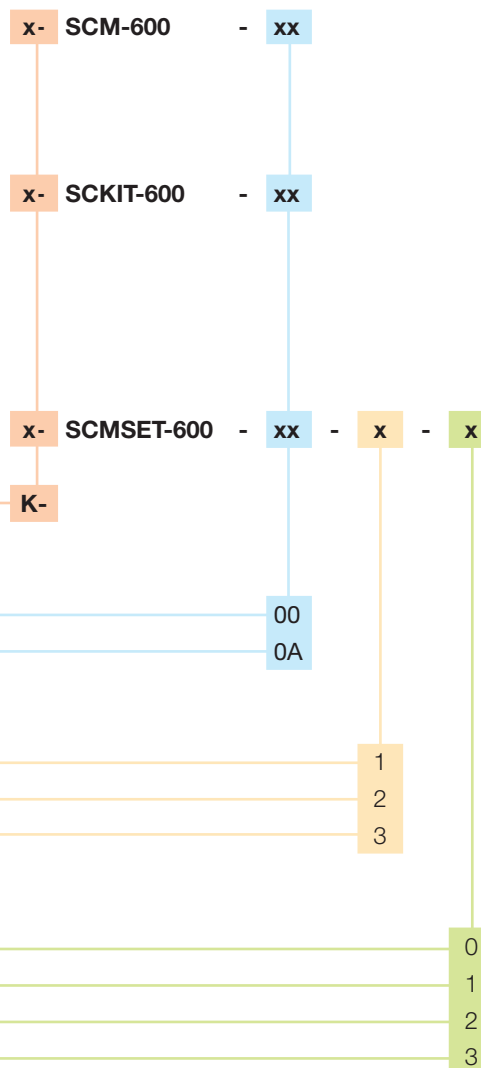 x- SCM-600 - xx
x- SCKIT-600 - xx
x- SCMSET-600 - xx - x - x
K-
00
0A
1
2
3
0
1
2
3